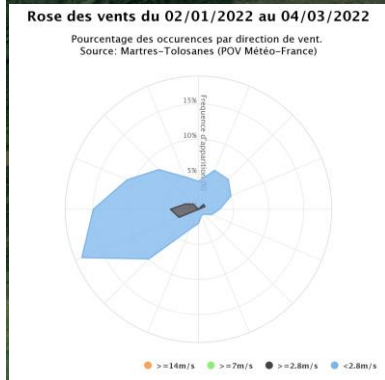 Rose des vents du 02/01/2022 au 04/03/2022
Pourcentage des occurences par direction de vent.
Source: Martres-Tolosanes (POV Météo-France)
15%
10%
5%
Fréquence d'apparition (%)
>=14m/s
>=7m/s
>=2.8m/s
<2.8m/s